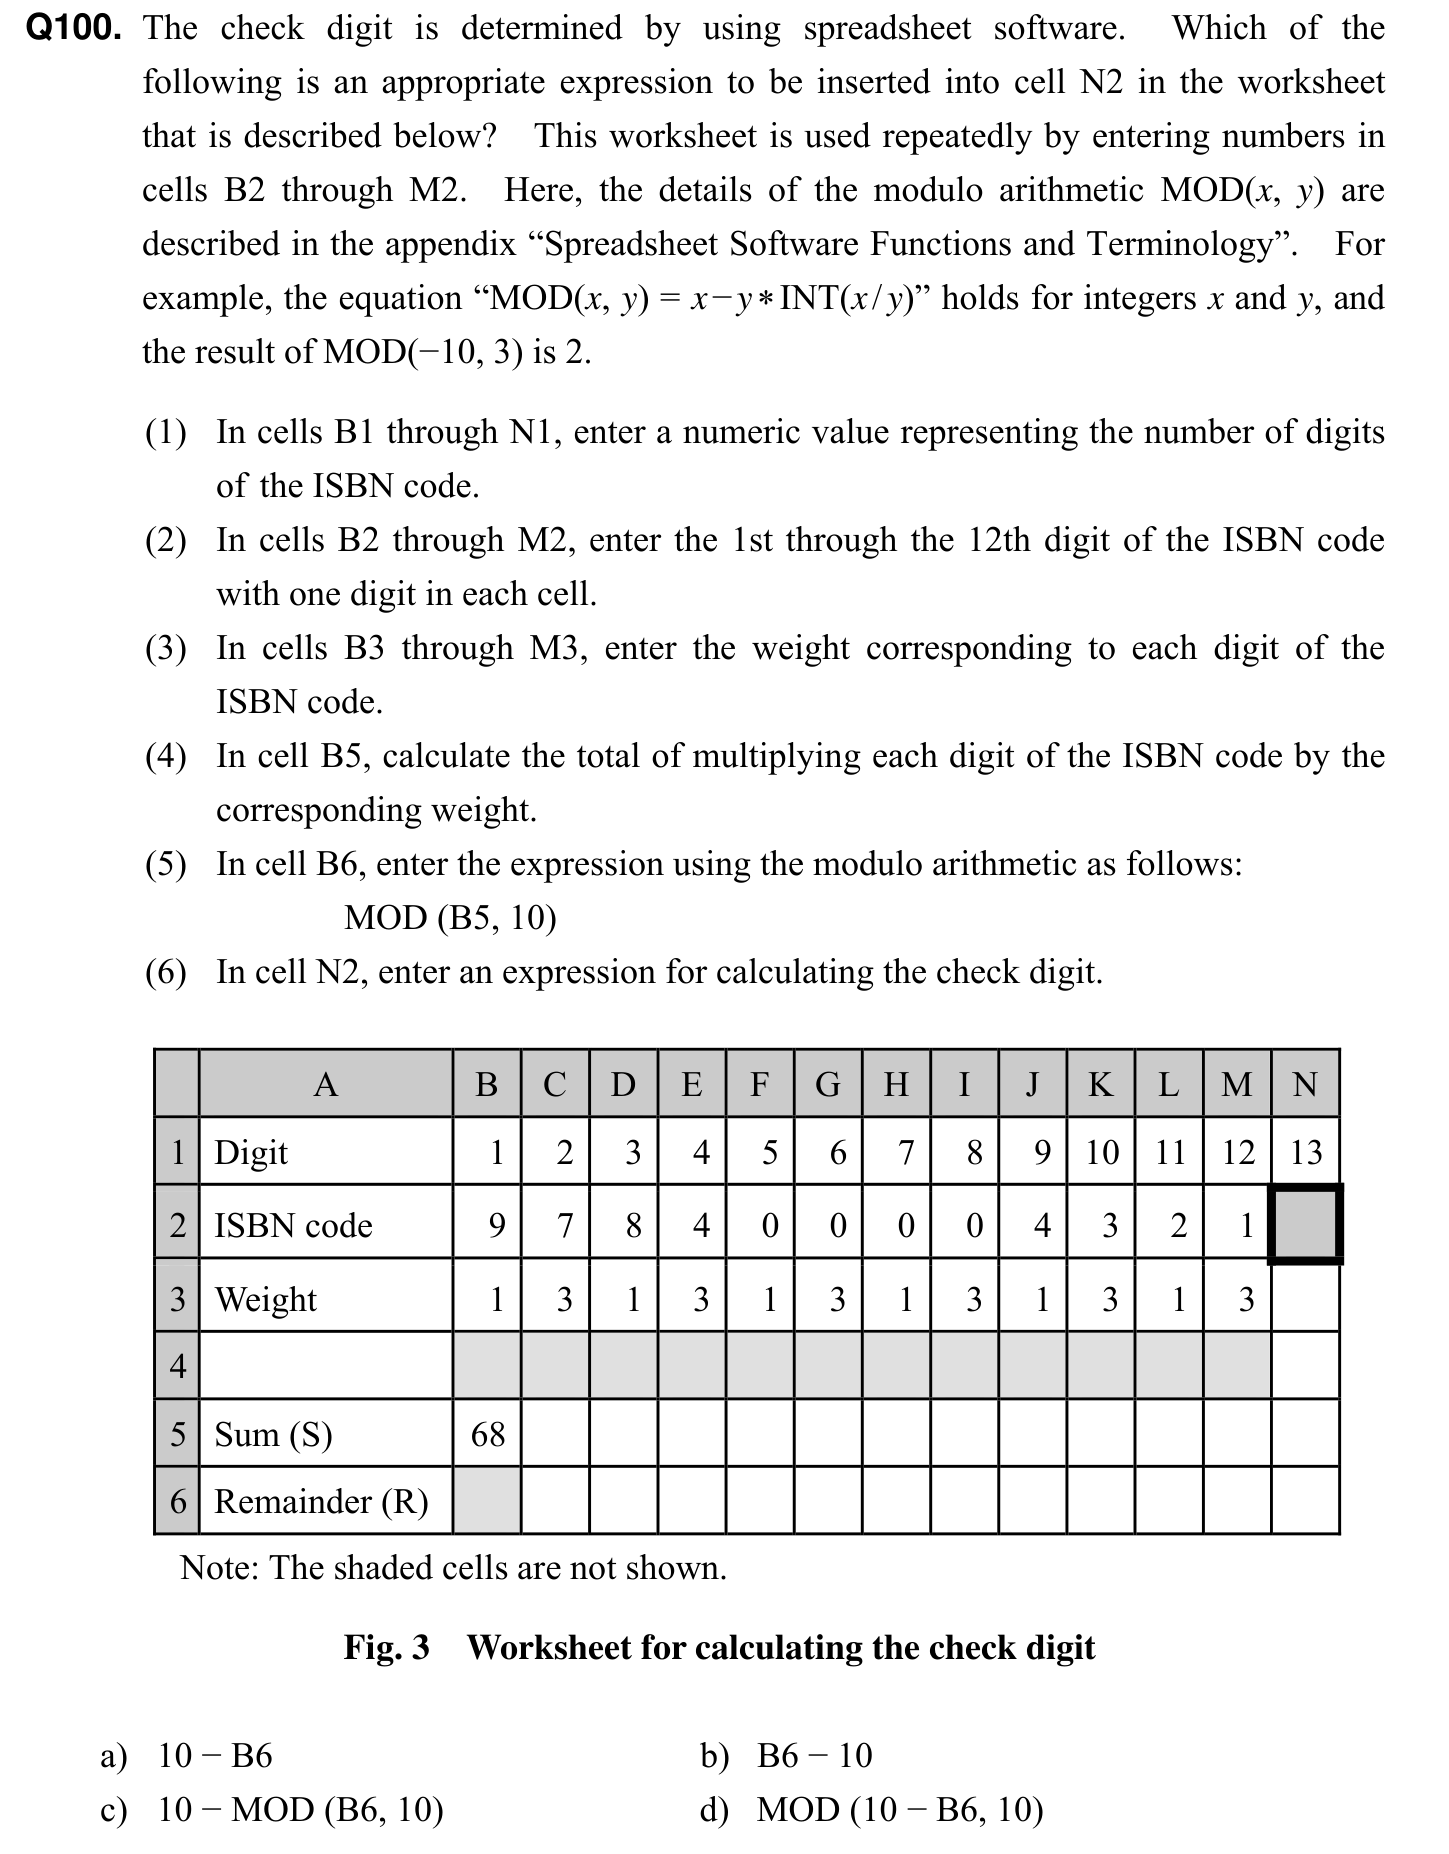 Q100. The check digit is determined by using spreadsheet software. Which of the
following is an appropriate expression to be inserted into cell N2 in the worksheet
that is described below? This worksheet is used repeatedly by entering numbers in
cells B2 through M2. Here, the details of the modulo arithmetic MOD(x, y) are
described in the appendix “Spreadsheet Software Functions and Terminology”. For
example, the equation “MOD(x, y) = x−y∗INT(x/y)” holds for integers x and y, and
the result of MOD(−10, 3) is 2.
(1) In cells B1 through N1, enter a numeric value representing the number of digits
of the ISBN code.
(2) In cells B2 through M2, enter the 1st through the 12th digit of the ISBN code
with one digit in each cell.
(3) In cells B3 through M3, enter the weight corresponding to each digit of the
ISBN code.
(4) In cell B5, calculate the total of multiplying each digit of the ISBN code by the
corresponding weight.
(5) In cell B6, enter the expression using the modulo arithmetic as follows:
MOD (B5, 10)
(6) In cell N2, enter an expression for calculating the check digit.
A B C D E F G H I J K L M N
1 Digit 1 2 3 4 5 6 7 8 9 10 11 12 13
2 ISBN code 9 7 8 4 0 0 0 0 4 3 2 1
3 Weight 1 3 1 3 1 3 1 3 1 3 1 3
4
5 Sum (S) 68
6 Remainder (R)
Note: The shaded cells are not shown.
Fig. 3 Worksheet for calculating the check digit
a) 10 − B6 b) B6 − 10
c) 10 − MOD (B6, 10) d) MOD (10 − B6, 10)